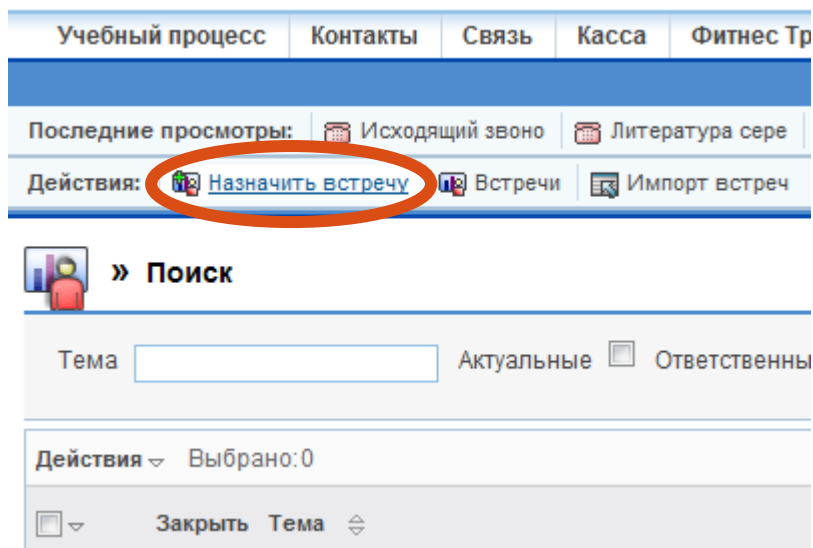 Учебный процесс Контакты Связь Касса Фитнес Тр
Последние просмотры: Исходящий звоно Литература сере
Действия: Назначить встречу Встречи Импорт встреч
» Поиск
Тема Актуальные Ответственны
Действия Выбрано:0
Закрыть Тема